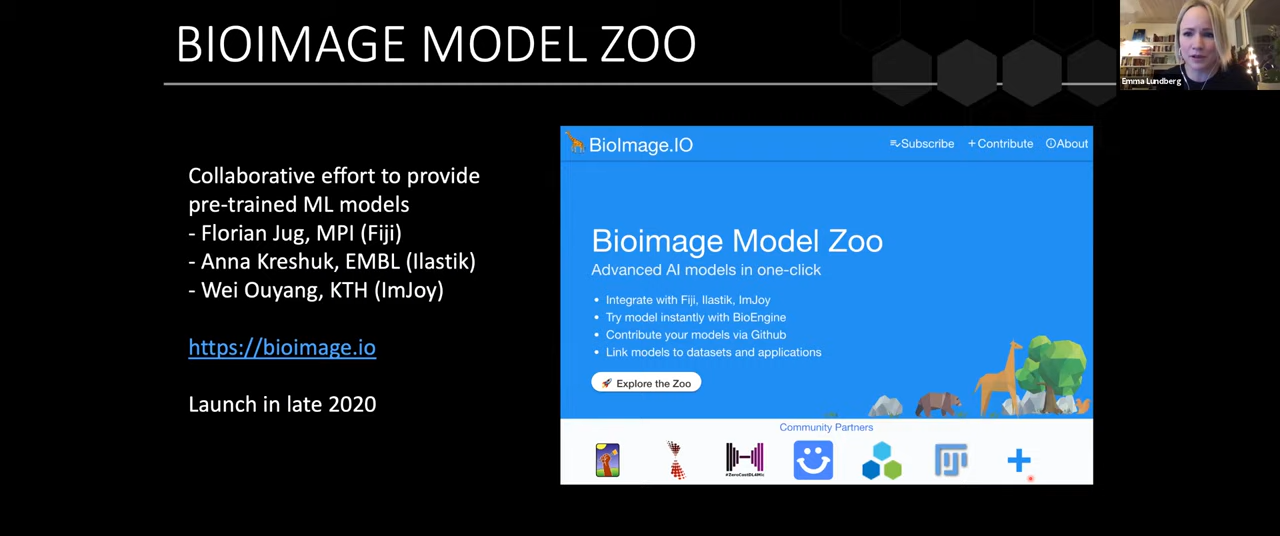 BIOIMAGE MODEL ZOO
Emma Lundberg
Collaborative effort to provide
pre-trained ML models
- Florian Jug, MPI (Fiji)
- Anna Kreshuk, EMBL (Ilastik)
- Wei Ouyang, KTH (ImJoy)
https://bioimage.io
Launch in late 2020
BioImage.IO
Subscribe
+ Contribute
About
Bioimage Model Zoo
Advanced AI models in one-click
• Integrate with Fiji, Ilastik, ImJoy
• Try model instantly with BioEngine
• Contribute your models via Github
• Link models to datasets and applications
Explore the Zoo
Community Partners
#ZeroCostDL4Mic